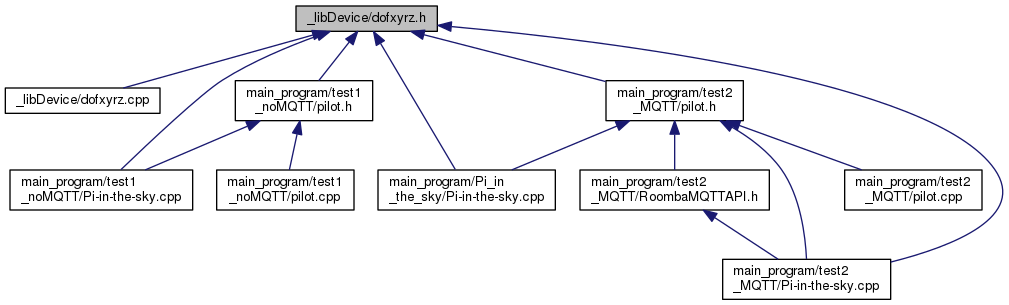 _libDevice/dofxyrz.h
_libDevice/dofxyrz.cpp
main_program/test1
_noMQTT/pilot.h
main_program/test2
_MQTT/pilot.h
main_program/test1
_noMQTT/Pi-in-the-sky.cpp
main_program/test1
_noMQTT/pilot.cpp
main_program/Pi_in
_the_sky/Pi-in-the-sky.cpp
main_program/test2
_MQTT/RoombaMQTTAPI.h
main_program/test2
_MQTT/pilot.cpp
main_program/test2
_MQTT/Pi-in-the-sky.cpp